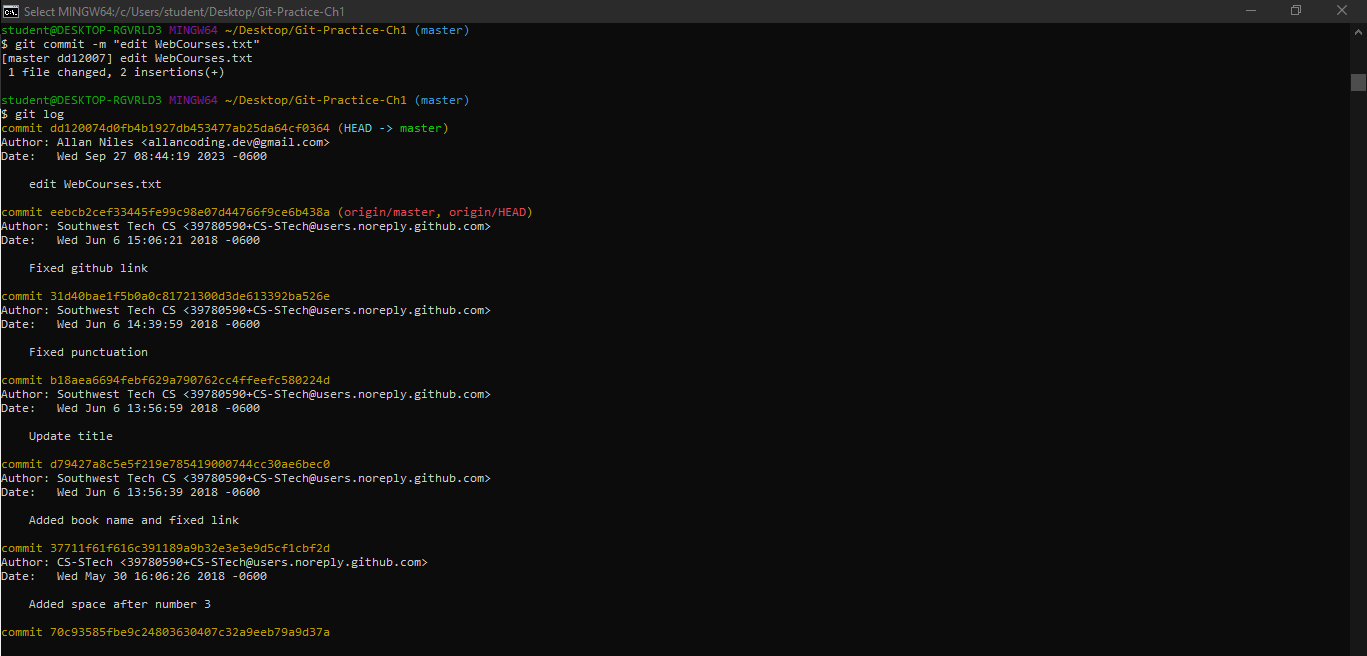 Select MINGW64:/c/Users/student/Desktop/Git-Practice-Ch1
student@DESKTOP-RGVRLD3 MINGW64 ~/Desktop/Git-Practice-Ch1 (master)
$ git commit -m "edit WebCourses.txt"
[master dd12007] edit WebCourses.txt
 1 file changed, 2 insertions(+)
student@DESKTOP-RGVRLD3 MINGW64 ~/Desktop/Git-Practice-Ch1 (master)
$ git log
commit dd120074d0fb4b1927db453477ab25da64cf0364 (HEAD -> master)
Author: Allan Niles <allancoding.dev@gmail.com>
Date:   Wed Sep 27 08:44:19 2023 -0600
    edit WebCourses.txt
commit eebcb2cef33445fe99c98e07d44766f9ce6b438a (origin/master, origin/HEAD)
Author: Southwest Tech CS <39780590+CS-STech@users.noreply.github.com>
Date:   Wed Jun 6 15:06:21 2018 -0600
    Fixed github link
commit 31d40bae1f5b0a0c81721300d3de613392ba526e
Author: Southwest Tech CS <39780590+CS-STech@users.noreply.github.com>
Date:   Wed Jun 6 14:39:59 2018 -0600
    Fixed punctuation
commit b18aea6694febf629a790762cc4ffeefc580224d
Author: Southwest Tech CS <39780590+CS-STech@users.noreply.github.com>
Date:   Wed Jun 6 13:56:59 2018 -0600
    Update title
commit d79427a8c5e5f219e785419000744cc30ae6bec0
Author: Southwest Tech CS <39780590+CS-STech@users.noreply.github.com>
Date:   Wed Jun 6 13:56:39 2018 -0600
    Added book name and fixed link
commit 37711f61f616c391189a9b32e3e3e9d5cf1cbf2d
Author: CS-STech <39780590+CS-STech@users.noreply.github.com>
Date:   Wed May 30 16:06:26 2018 -0600
    Added space after number 3
commit 70c93585fbe9c24803630407c32a9eeb79a9d37a